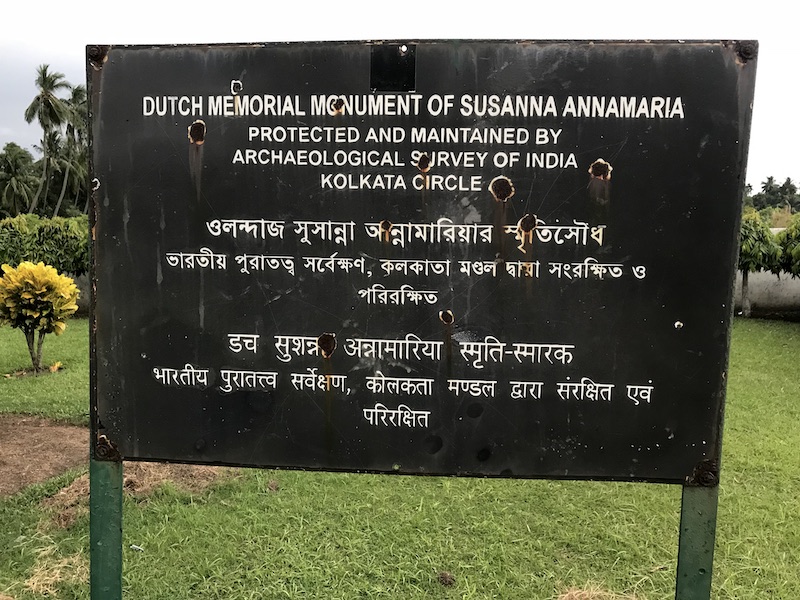 DUTCH MEMORIAL MONUMENT OF SUSANNA ANNAMARIA
PROTECTED AND MAINTAINED BY
ARCHAEOLOGICAL SURVEY OF INDIA
KOLKATA CIRCLE
ওলন্দাজ সুসান্না আন্নামারিয়ার স্মৃতিসৌধ
ভারতীয় পুরাতত্ত্ব সর্বেক্ষণ, কলকাতা মণ্ডল দ্বারা সংরক্ষিত ও
পরিরক্ষিত
डच सुशन्ना अन्नामारिया स्मृति-स्मारक
भारतीय पुरातत्त्व सर्वेक्षण, कोलकता मण्डल द्वारा संरक्षित एवं
परिरक्षित